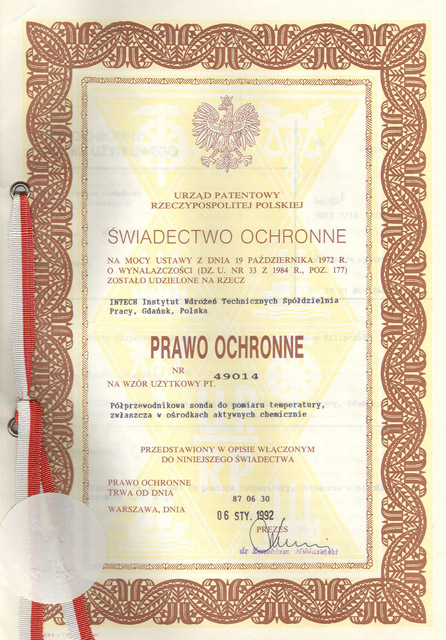 URZĄD PATENTOWY
RZECZYPOSPOLITEJ POLSKIEJ
ŚWIADECTWO OCHRONNE
NA MOCY USTAWY Z DNIA 19 PAŹDZIERNIKA 1972 R.
O WYNALAZCZOŚCI (DZ. U. NR 33 Z 1984 R., POZ. 177)
ZOSTAŁO UDZIELONE NA RZECZ
INTECH Instytut Wdrożeń Technicznych Spółdzielnia
Pracy, Gdańsk, Polska
PRAWO OCHRONNE
NR 49014
NA WZÓR UŻYTKOWY PT.
Półprzewodnikowa sonda do pomiaru temperatury,
zwłaszcza w ośrodkach aktywnych chemicznie
PRZEDSTAWIONY W OPISIE WŁĄCZONYM
DO NINIEJSZEGO ŚWIADECTWA
PRAWO OCHRONNE
TRWA OD DNIA 87 06 30
WARSZAWA, DNIA 06 STY. 1992
PREZES
dr